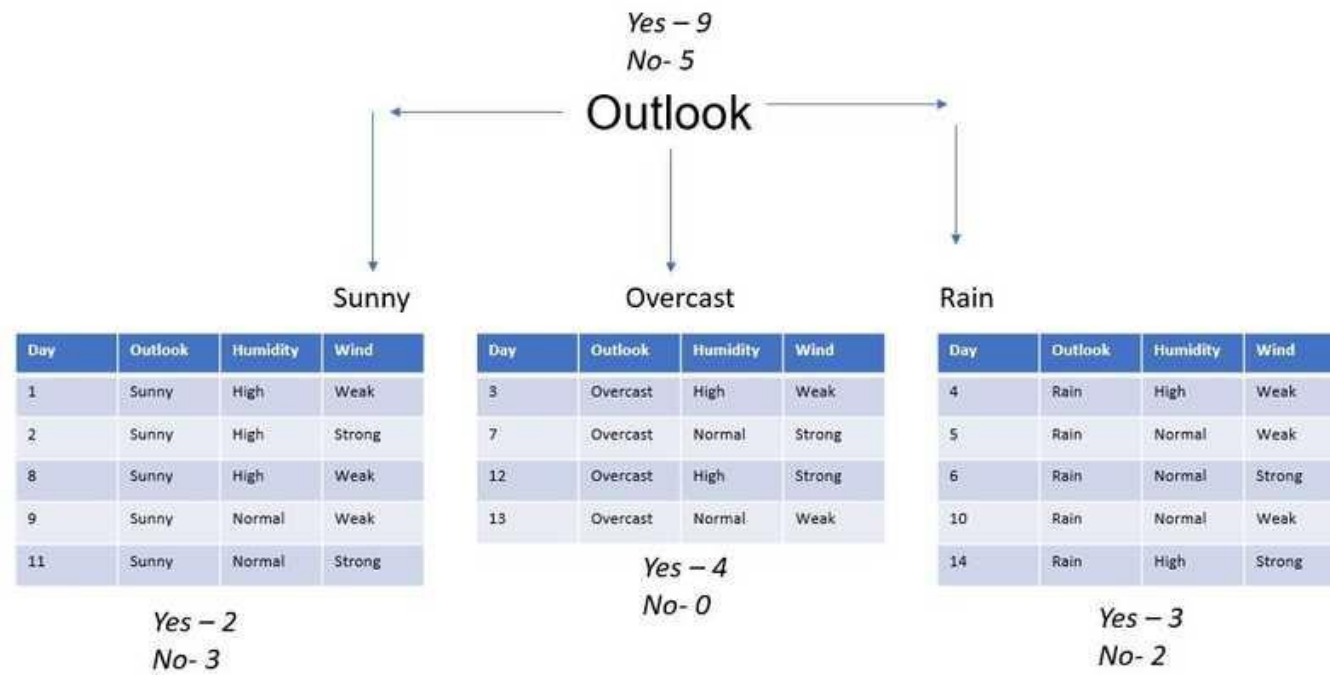 Yes – 9
No- 5
Outlook
Sunny
Overcast
Rain
Day Outlook Humidity Wind
1 Sunny High Weak
2 Sunny High Strong
8 Sunny High Weak
9 Sunny Normal Weak
11 Sunny Normal Strong
Yes – 2
No- 3
Day Outlook Humidity Wind
3 Overcast High Weak
7 Overcast Normal Strong
12 Overcast High Strong
13 Overcast Normal Weak
Yes – 4
No- 0
Day Outlook Humidity Wind
4 Rain High Weak
5 Rain Normal Weak
6 Rain Normal Strong
10 Rain Normal Weak
14 Rain High Strong
Yes – 3
No- 2